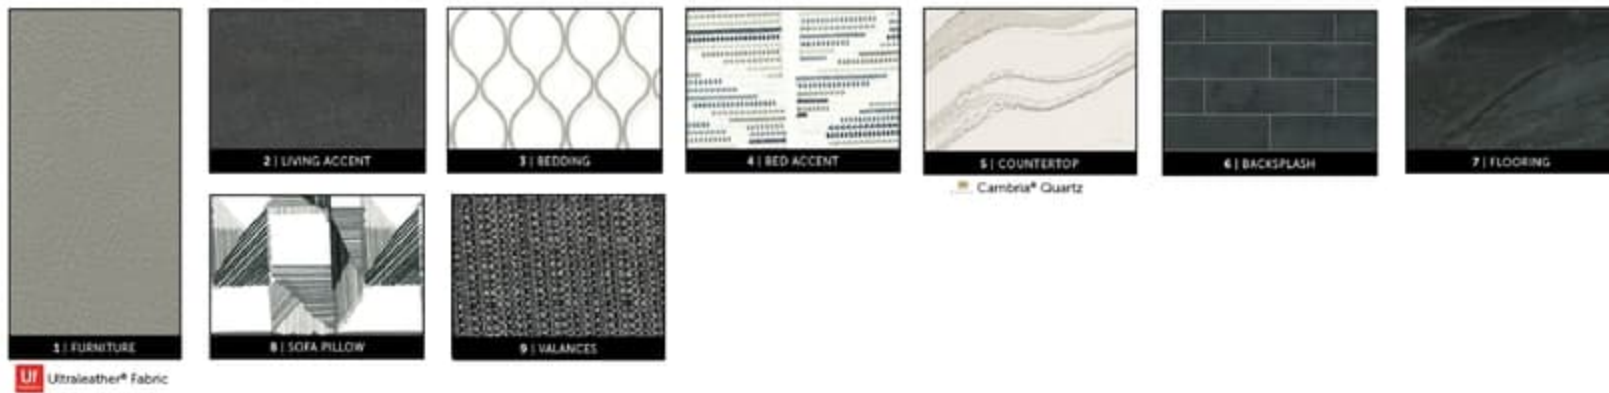 2 | LIVING ACCENT
3 | BEDDING
4 | BED ACCENT
5 | COUNTERTOP
6 | BACKSPLASH
7 | FLOORING
Cambria® Quartz
1 | FURNITURE
8 | SOFA PILLOW
9 | VALANCES
Uf
Ultraleather® Fabric